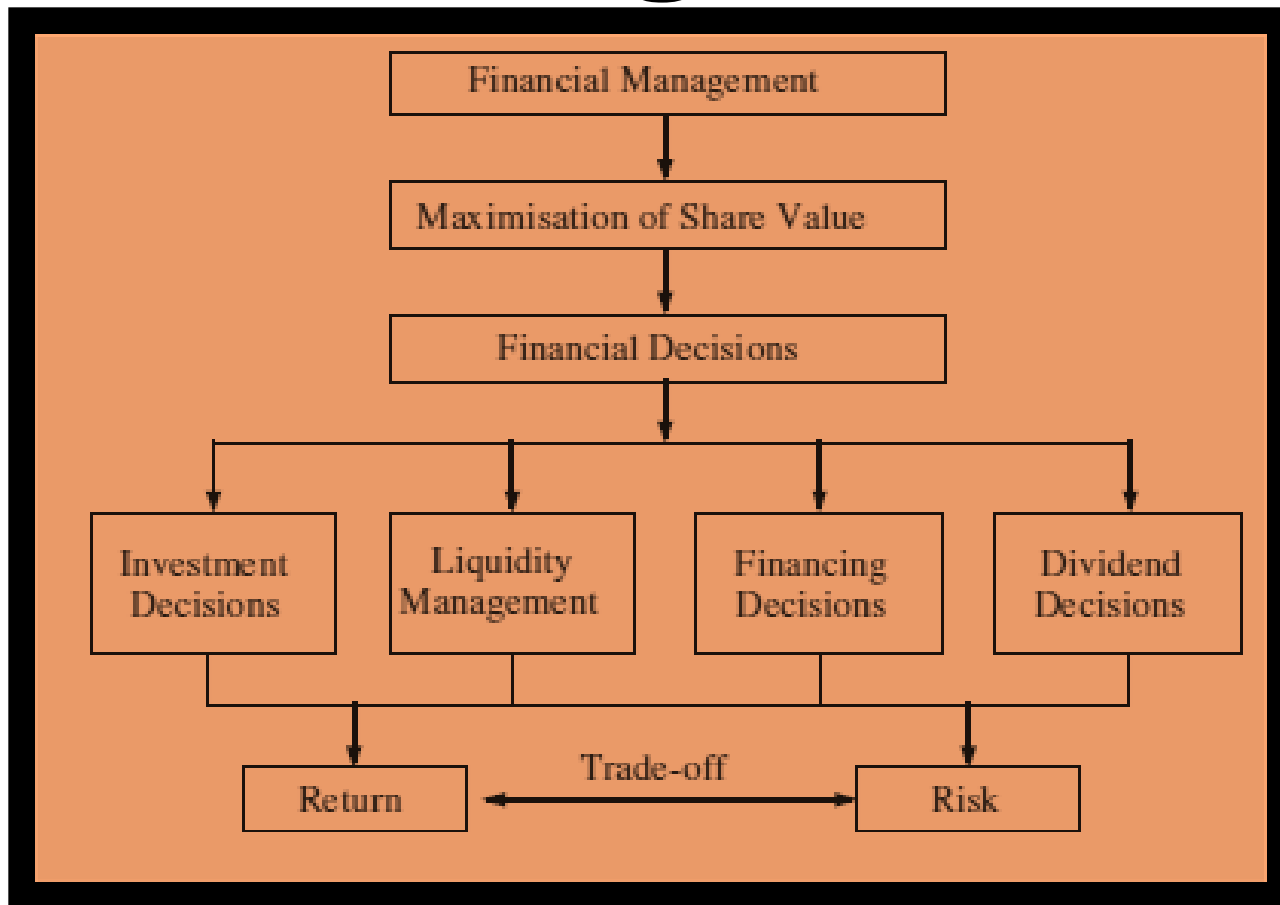 Financial Management
Maximisation of Share Value
Financial Decisions
Investment
Decisions
Liquidity
Management
Financing
Decisions
Dividend
Decisions
Trade-off
Return
Risk